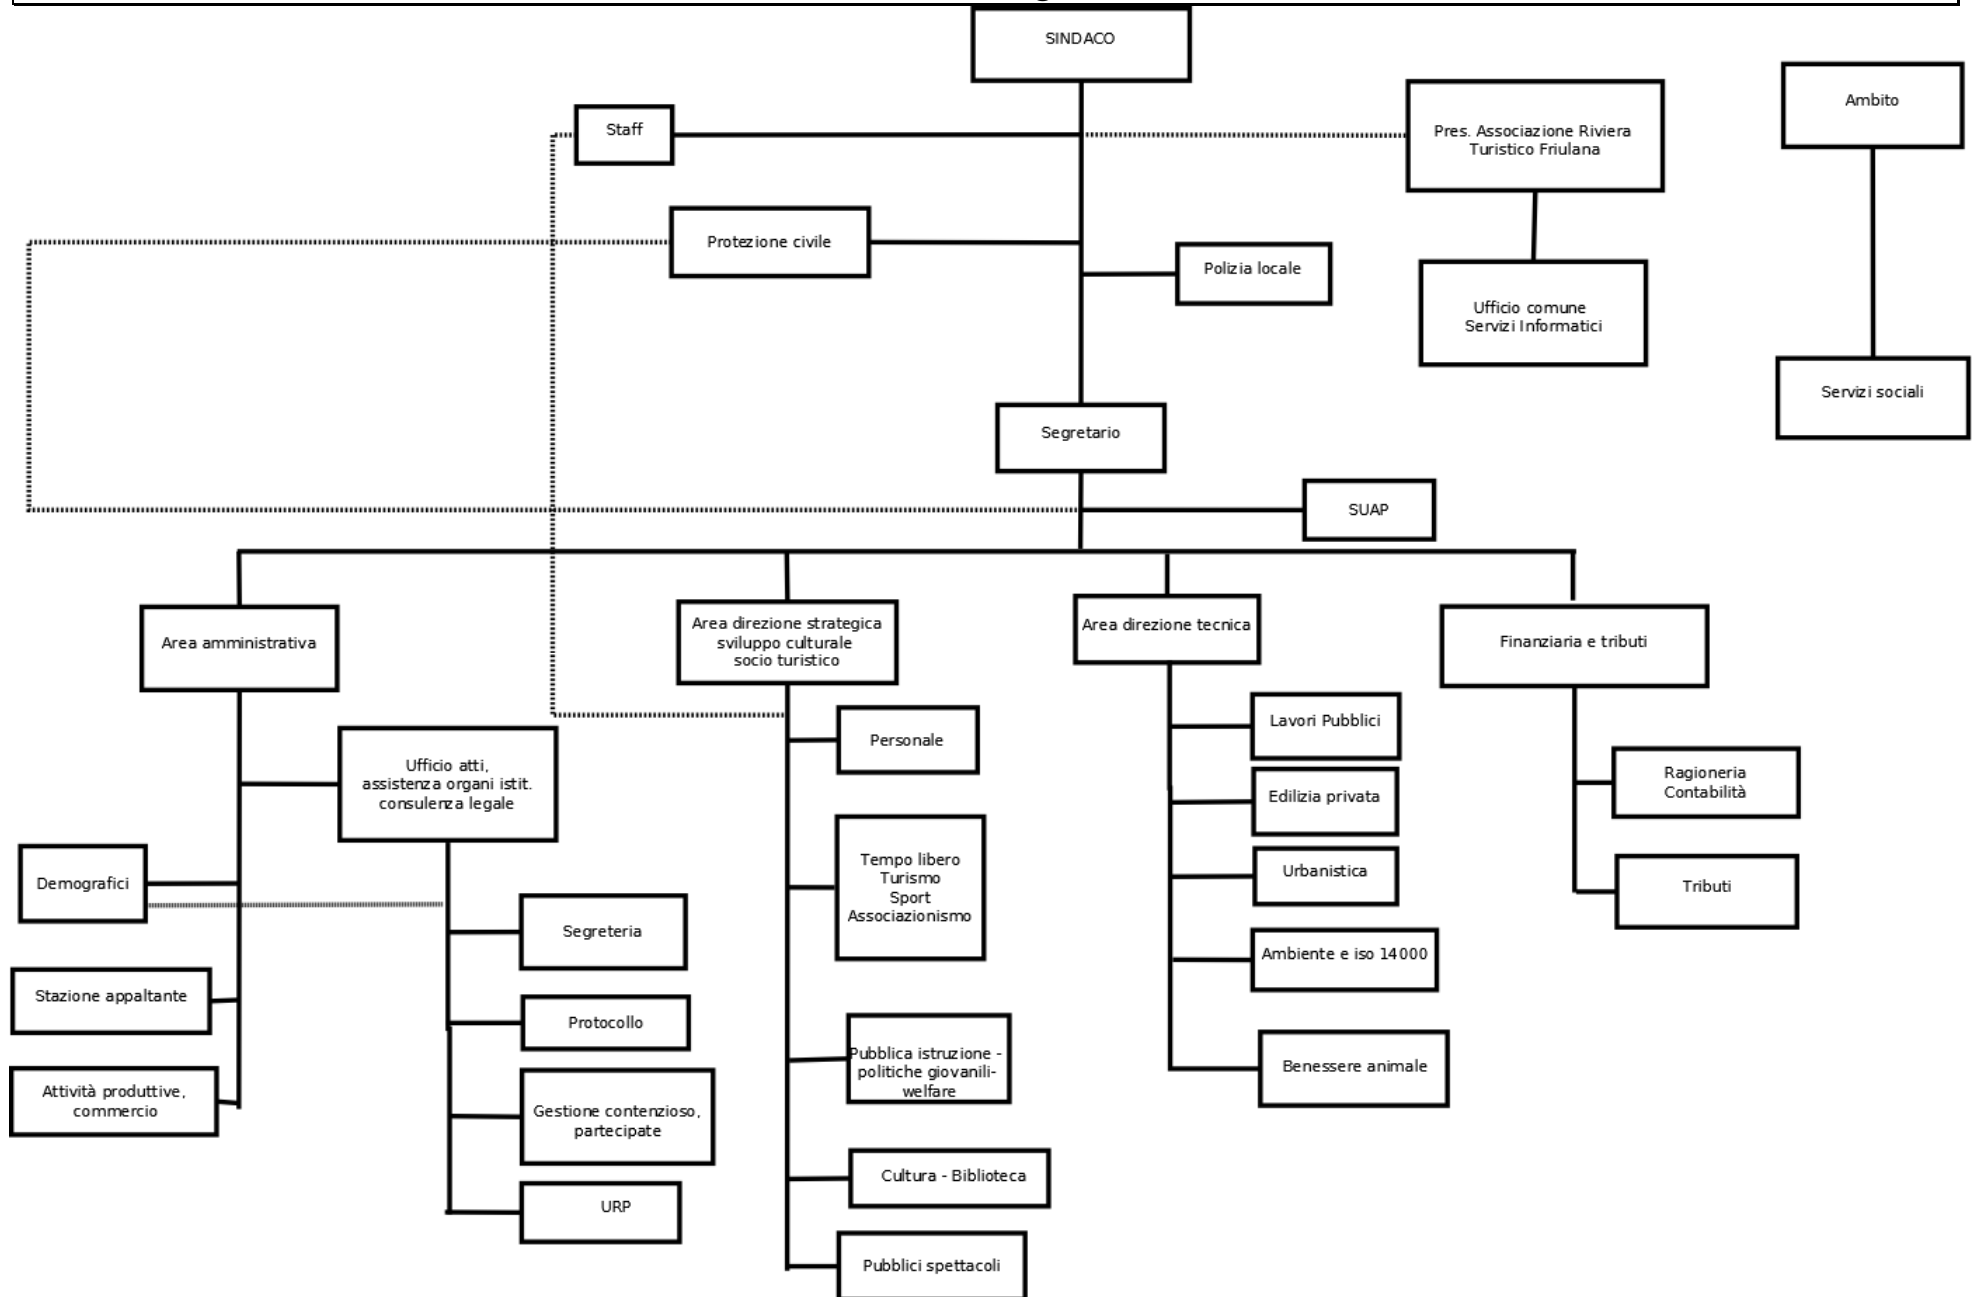 SINDACO
Ambito
Staff
Pres. Associazione Riviera
Turistico Friulana
Protezione civile
Polizia locale
Ufficio comune
Servizi Informatici
Servizi sociali
Segretario
SUAP
Area amministrativa
Area direzione strategica
sviluppo culturale
socio turistico
Area direzione tecnica
Finanziaria e tributi
Ufficio atti,
assistenza organi istit.
consulenza legale
Demografici
Stazione appaltante
Attività produttive,
commercio
Segreteria
Protocollo
Gestione contenzioso,
partecipate
URP
Personale
Tempo libero
Turismo
Sport
Associazionismo
Pubblica istruzione -
politiche giovanili-
welfare
Cultura - Biblioteca
Pubblici spettacoli
Lavori Pubblici
Edilizia privata
Urbanistica
Ambiente e iso 14000
Benessere animale
Ragioneria
Contabilità
Tributi